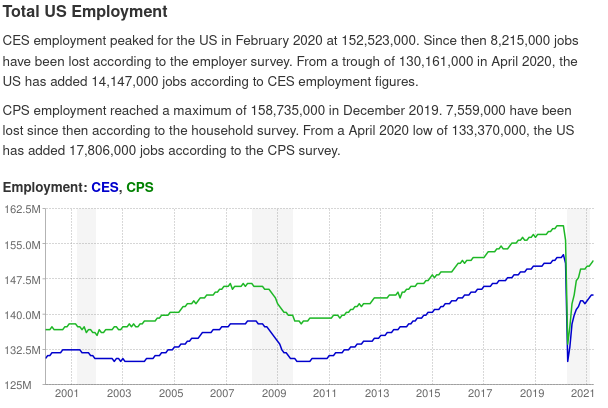 Total US Employment
CES employment peaked for the US in February 2020 at 152,523,000. Since then 8,215,000 jobs
have been lost according to the employer survey. From a trough of 130,161,000 in April 2020, the
US has added 14,147,000 jobs according to CES employment figures.
CPS employment reached a maximum of 158,735,000 in December 2019. 7,559,000 have been
lost since then according to the household survey. From a April 2020 low of 133,370,000, the US
has added 17,806,000 jobs according to the CPS survey.
Employment: CES, CPS
162.5M
155.0M
147.5M
140.0M
132.5M
125M
2001 2003 2005 2007 2009 2011 2013 2015 2017 2019 2021